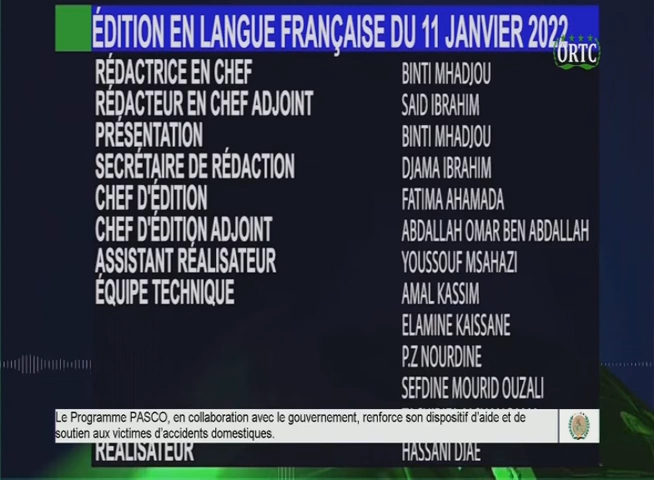 ÉDITION EN LANGUE FRANÇAISE DU 11 JANVIER 2022
ORTC
RÉDACTRICE EN CHEF BINTI MHADJOU
RÉDACTEUR EN CHEF ADJOINT SAID IBRAHIM
PRÉSENTATION BINTI MHADJOU
SECRÉTAIRE DE RÉDACTION DJAMA IBRAHIM
CHEF D'ÉDITION FATIMA AHAMADA
CHEF D'ÉDITION ADJOINT ABDALLAH OMAR BEN ABDALLAH
ASSISTANT RÉALISATEUR YOUSSOUF MSAHAZI
ÉQUIPE TECHNIQUE AMAL KASSIM
ELAMINE KAISSANE
P.Z NOURDINE
SEFDINE MOURID OUZALI
Le Programme PASCO, en collaboration avec le gouvernement, renforce son dispositif d'aide et de
soutien aux victimes d'accidents domestiques.
RÉALISATEUR HASSANI DJAE